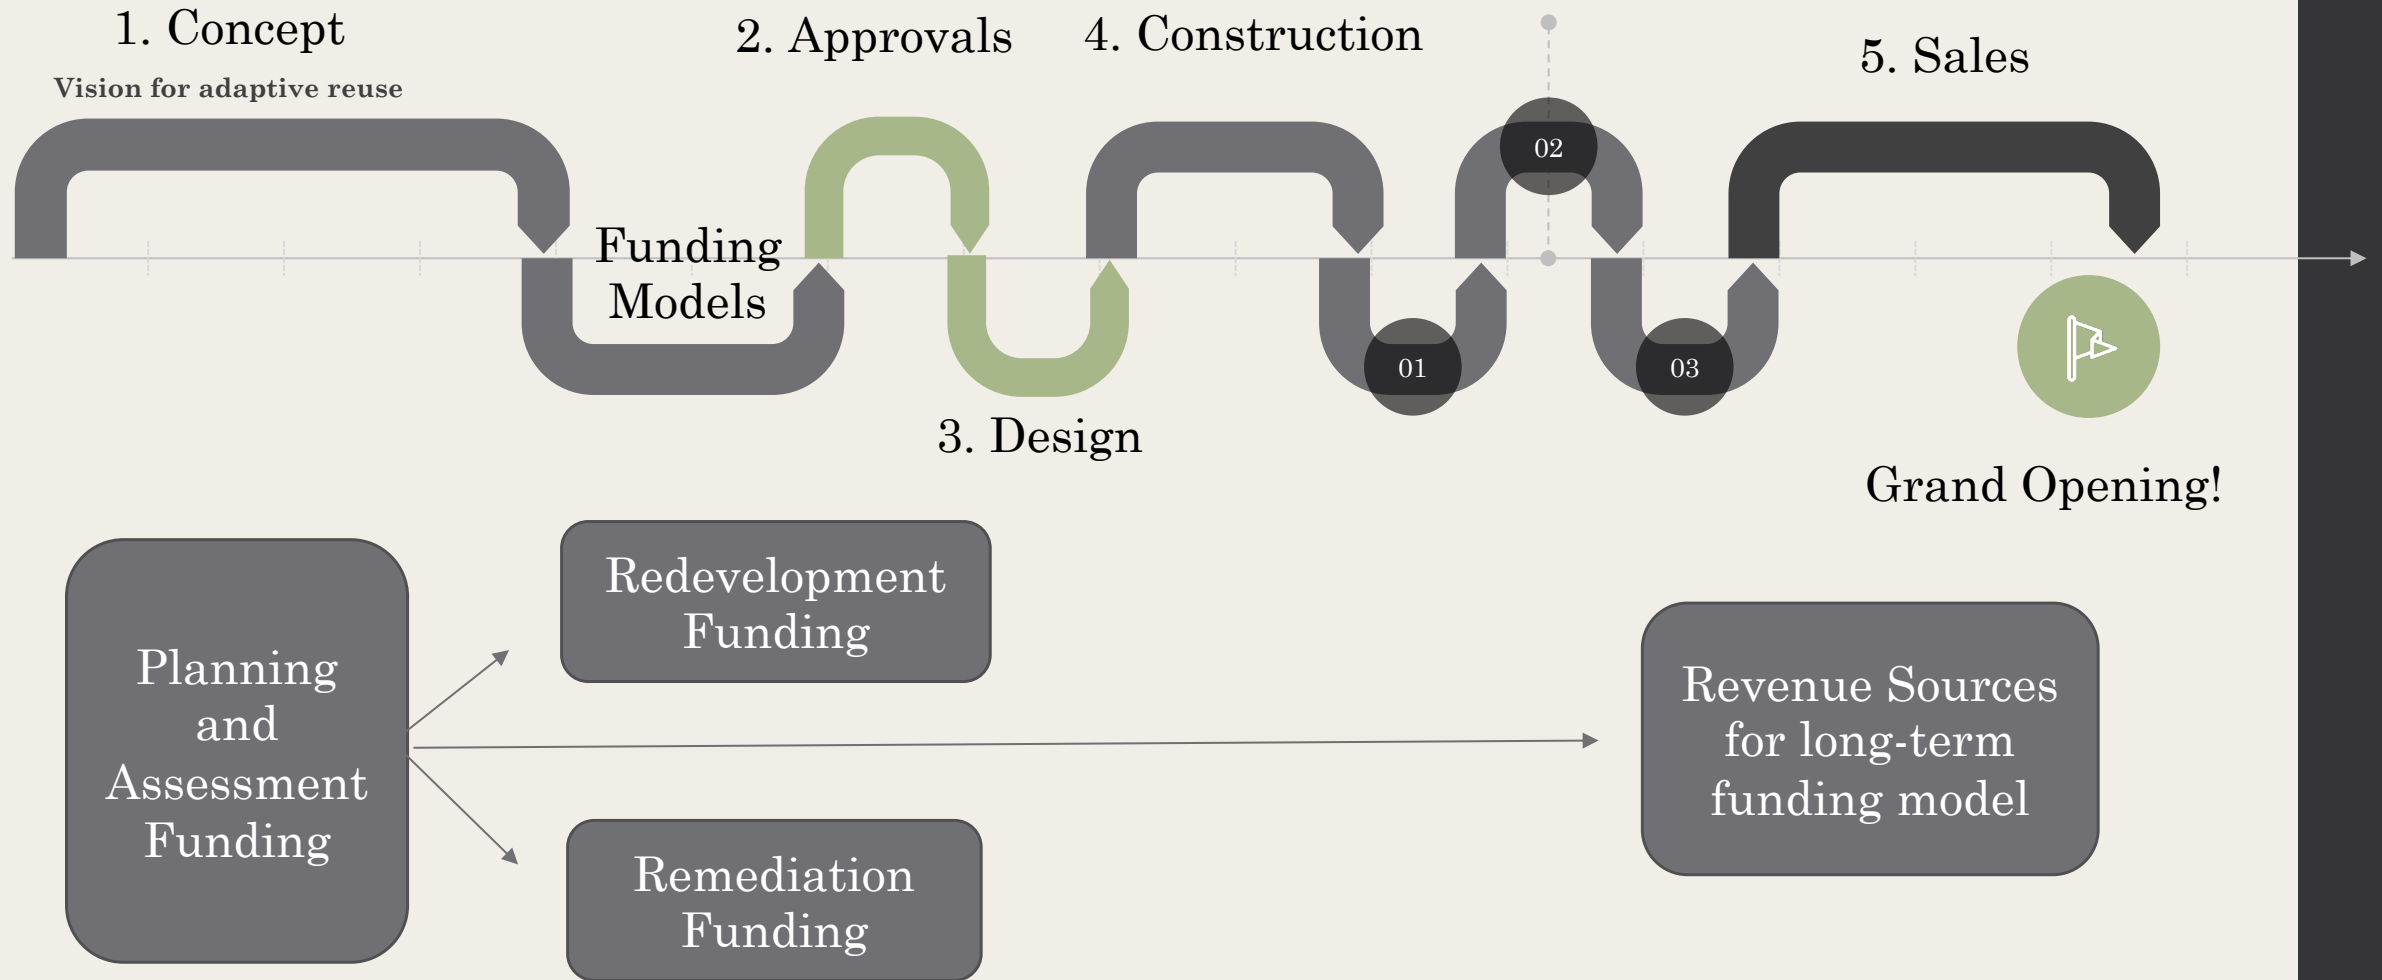 1. Concept
Vision for adaptive reuse
Funding
Models
2. Approvals
3. Design
4. Construction
01
02
03
5. Sales
Grand Opening!
Planning
and
Assessment
Funding
Redevelopment
Funding
Remediation
Funding
Revenue Sources
for long-term
funding model